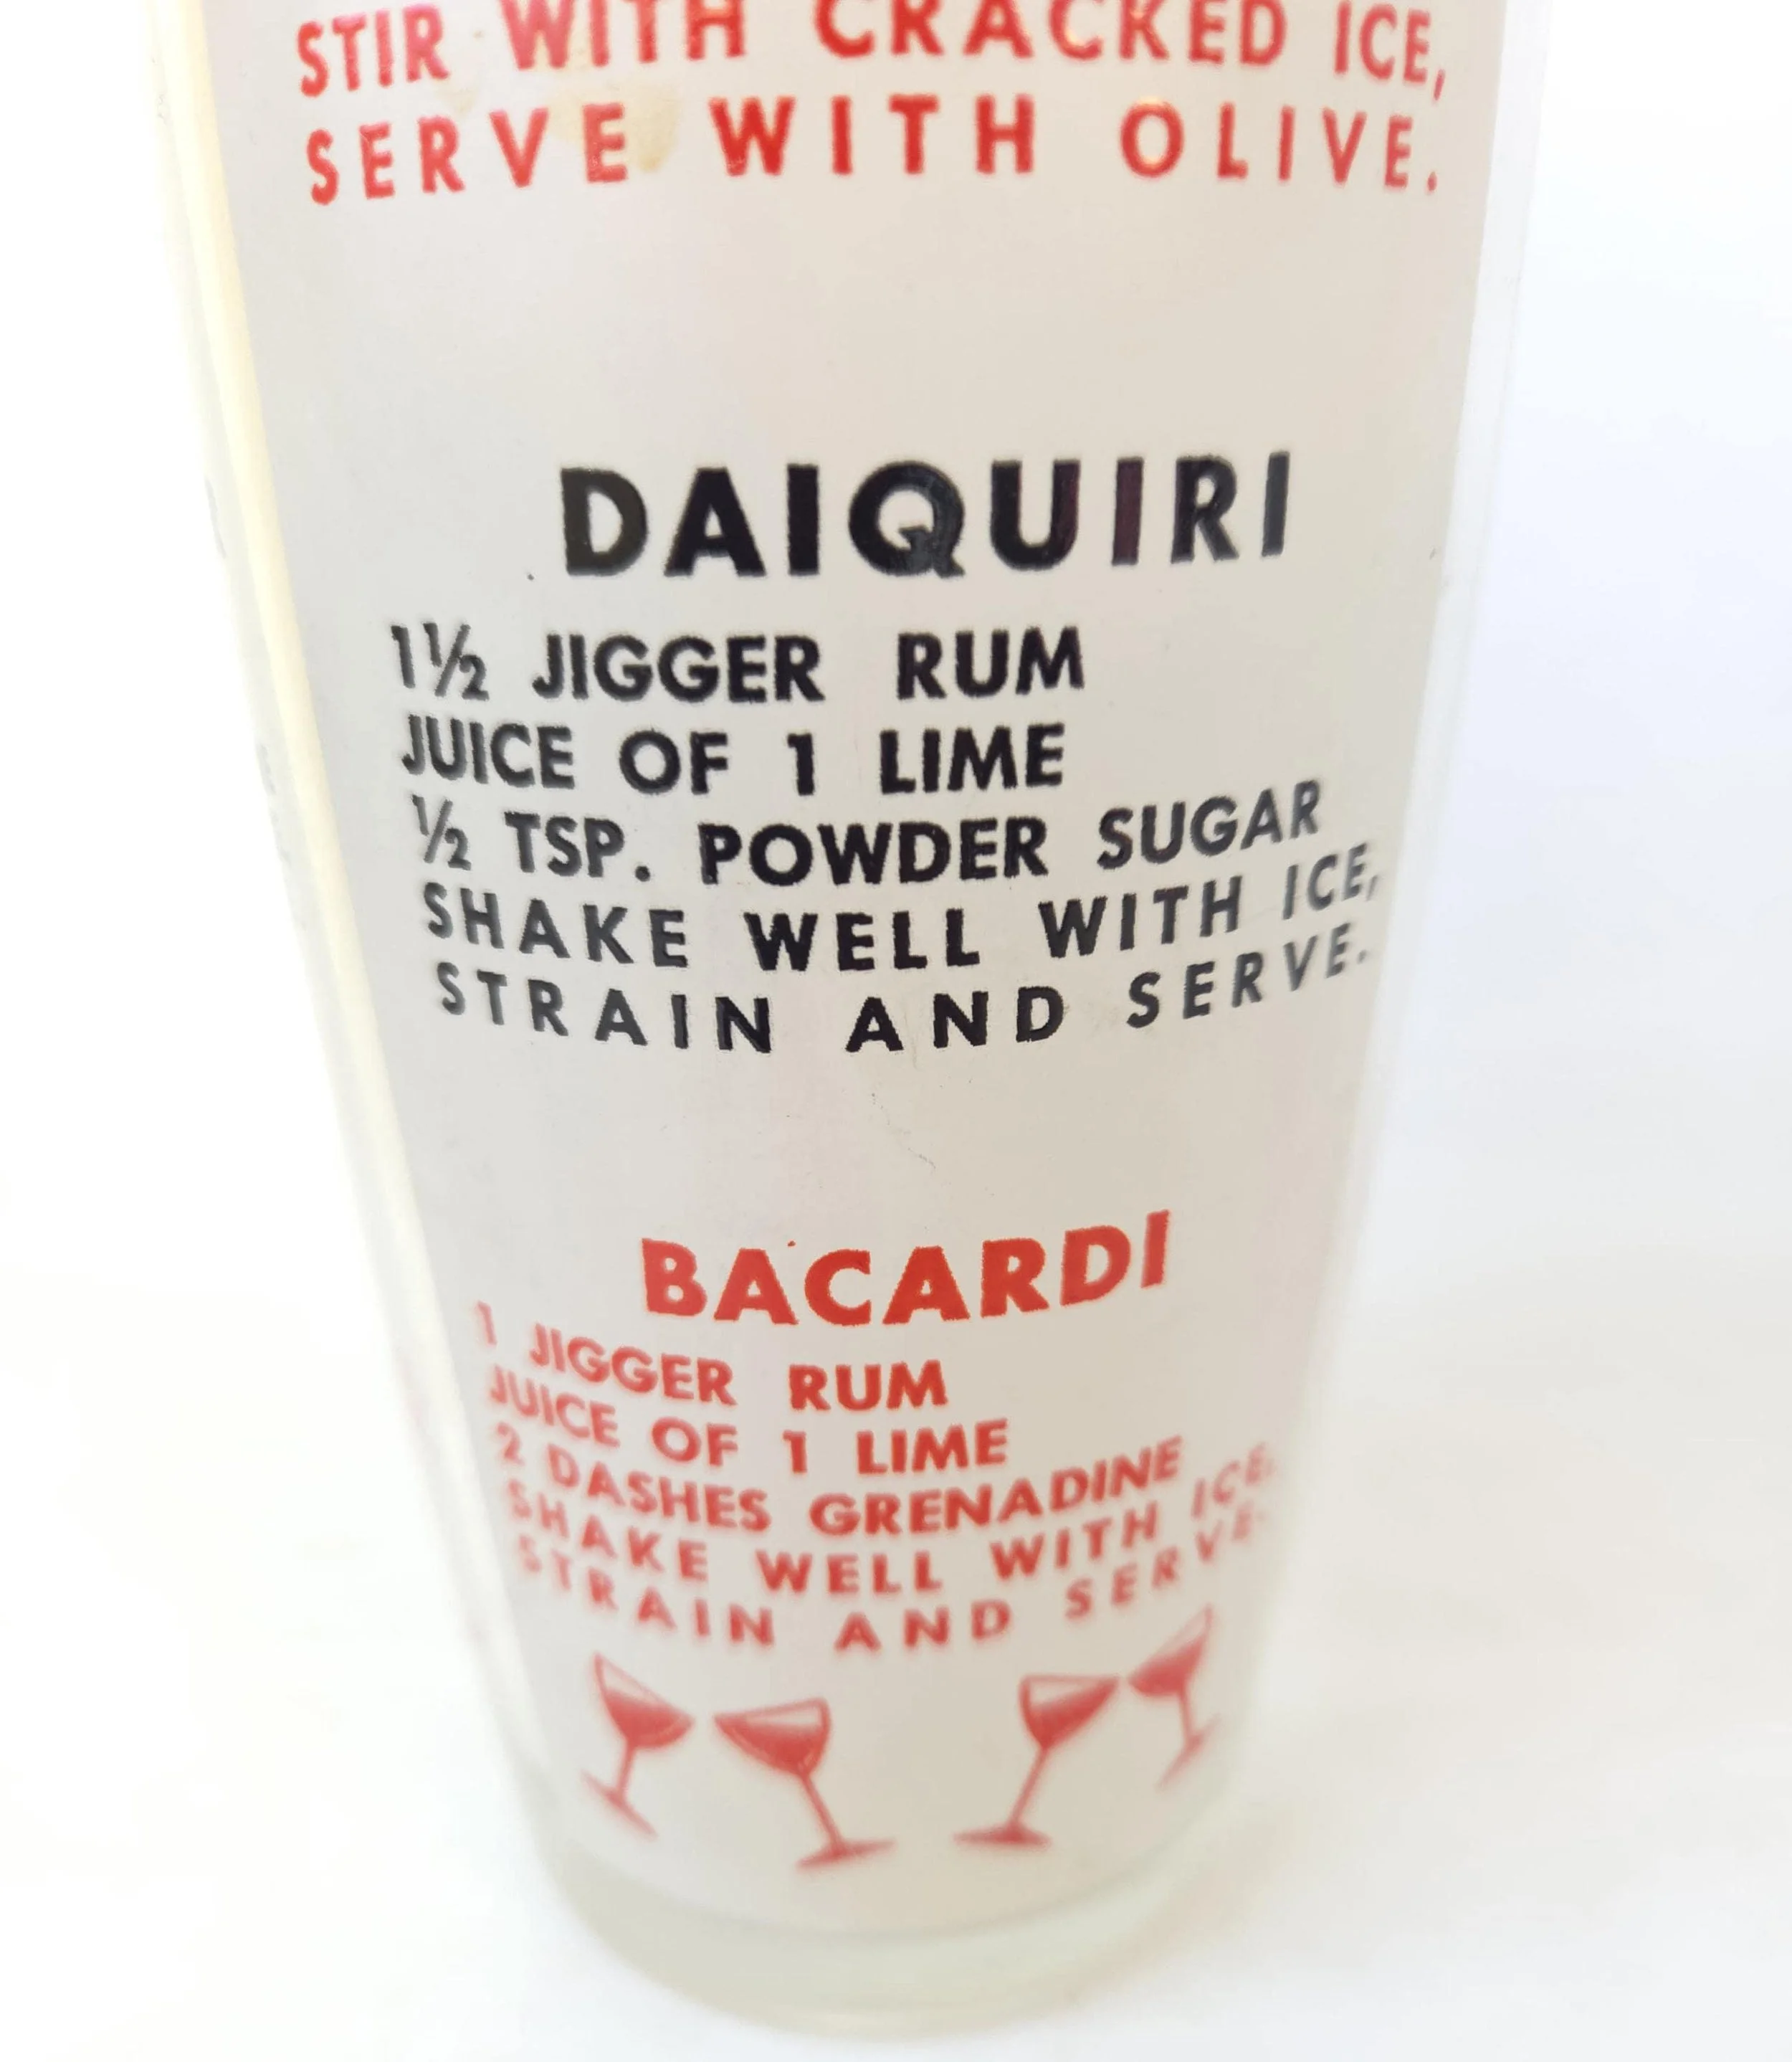 STIR WITH CRACKED ICE,
SERVE WITH OLIVE.
DAIQUIRI
1½ JIGGER RUM
JUICE OF 1 LIME
½ TSP. POWDER SUGAR
SHAKE WELL WITH ICE,
STRAIN AND SERVE.
BACARDI
1 JIGGER RUM
JUICE OF 1 LIME
2 DASHES GRENADINE
SHAKE WELL WITH ICE,
STRAIN AND SERVE.